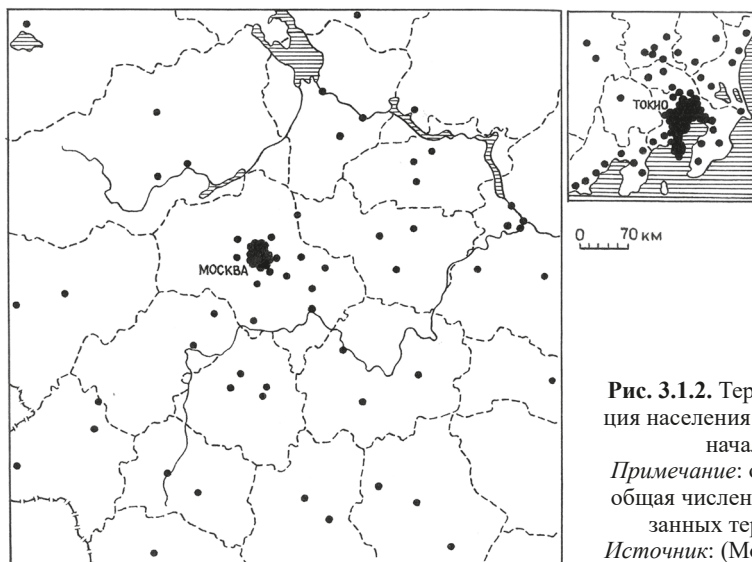 МОСКВА
ТОКИО
0 70 КМ
Рис. 3.1.2. Тер
ция населения
начал
Примечание:
общая числен
занных тер
Источник: (Мо